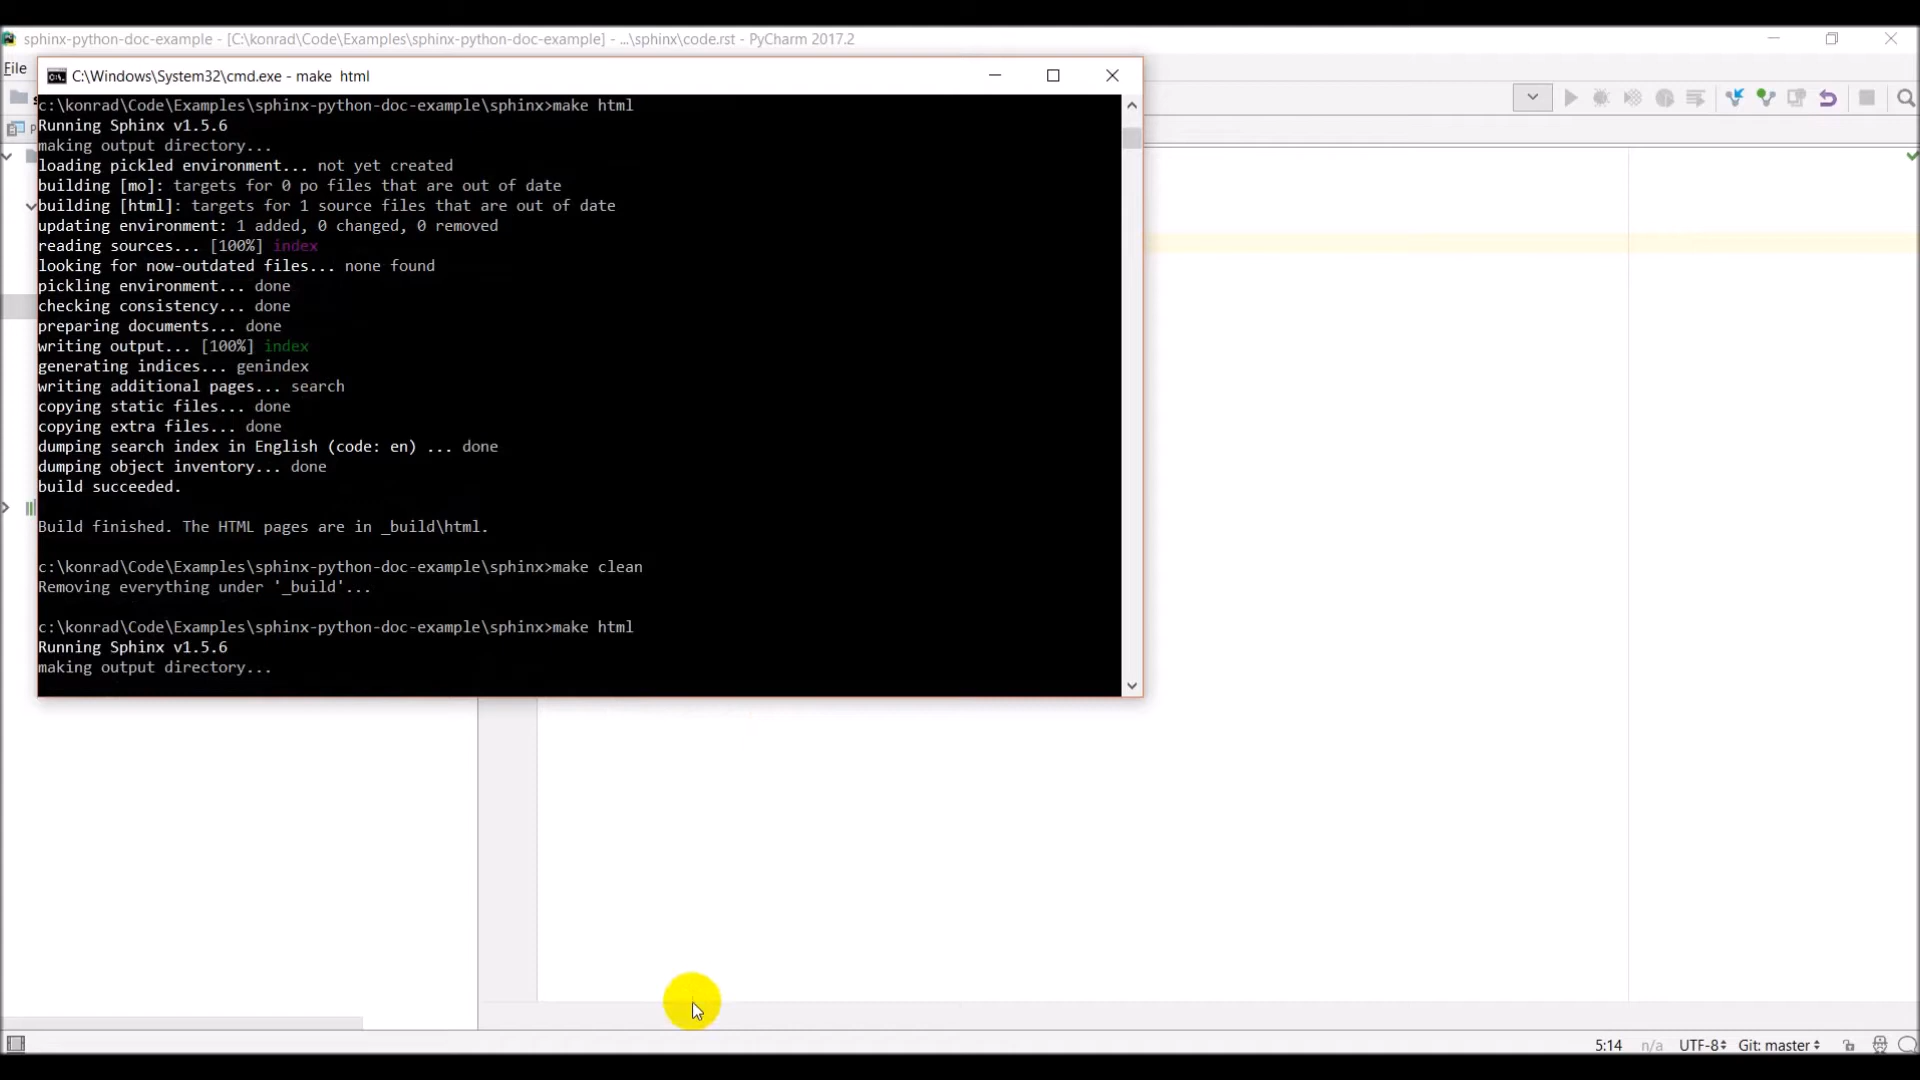 sphinx-python-doc-example - [C:\konrad\Code\Examples\sphinx-python-doc-example] - ...\sphinx\code.rst - PyCharm 2017.2
File
C:\Windows\System32\cmd.exe - make  html
c:\konrad\Code\Examples\sphinx-python-doc-example\sphinx>make html
Running Sphinx v1.5.6
making output directory...
loading pickled environment... not yet created
building [mo]: targets for 0 po files that are out of date
building [html]: targets for 1 source files that are out of date
updating environment: 1 added, 0 changed, 0 removed
reading sources... [100%] index
looking for now-outdated files... none found
pickling environment... done
checking consistency... done
preparing documents... done
writing output... [100%] index
generating indices... genindex
writing additional pages... search
copying static files... done
copying extra files... done
dumping search index in English (code: en) ... done
dumping object inventory... done
build succeeded.
Build finished. The HTML pages are in _build\html.
c:\konrad\Code\Examples\sphinx-python-doc-example\sphinx>make clean
Removing everything under '_build'...
c:\konrad\Code\Examples\sphinx-python-doc-example\sphinx>make html
Running Sphinx v1.5.6
making output directory...
5:14 n/a UTF-8 Git: master